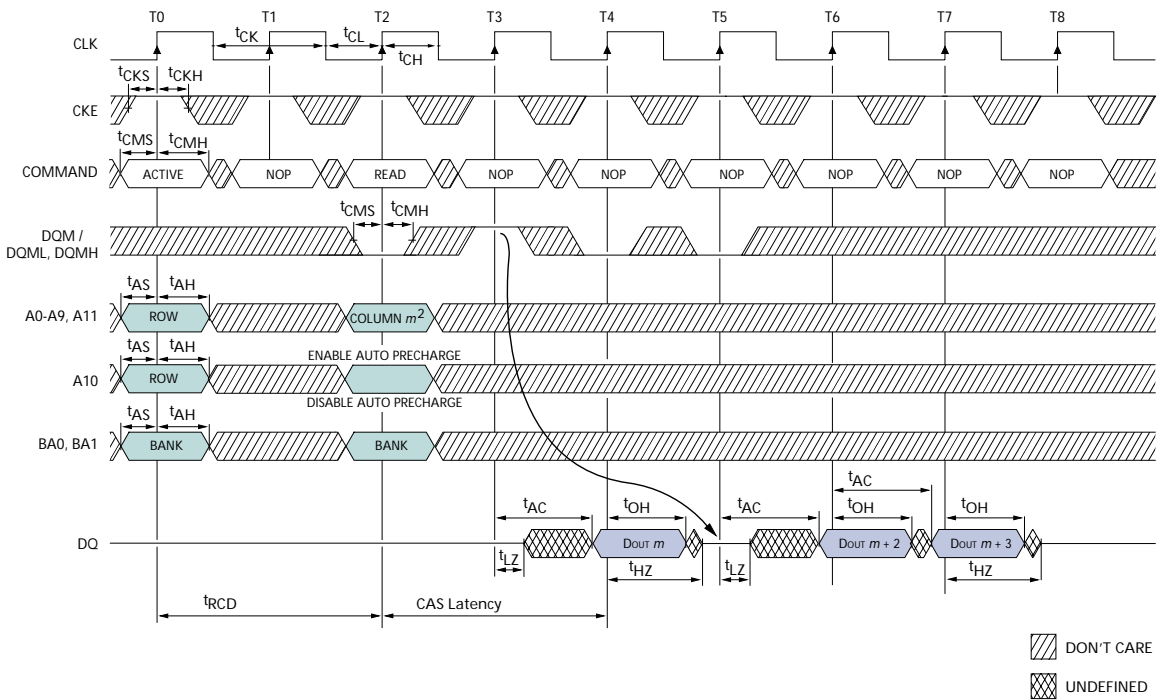 T0 T1 T2 T3 T4 T5 T6 T7 T8
CLK
tCK tCL
tCH
tCKS tCKH
CKE
tCMS tCMH
COMMAND ACTIVE NOP READ NOP NOP NOP NOP NOP NOP
tCMS tCMH
DQM /
DQML, DQMH
tAS tAH
A0-A9, A11 ROW COLUMN m2
tAS tAH ENABLE AUTO PRECHARGE
A10 ROW
DISABLE AUTO PRECHARGE
tAS tAH
BA0, BA1 BANK BANK
tAC
tAC tOH tAC tOH tOH
DQ DOUT m DOUT m + 2 DOUT m + 3
tLZ tHZ tLZ tHZ
tRCD CAS Latency
DON'T CARE
UNDEFINED